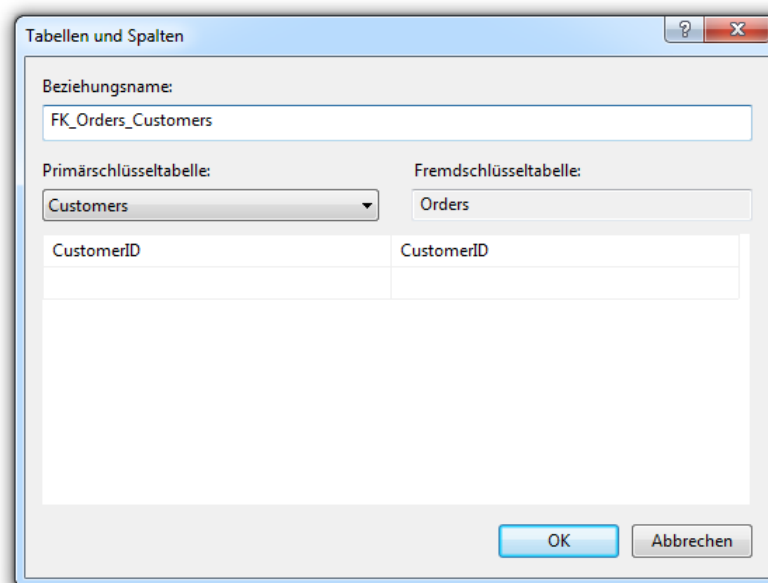 Tabellen und Spalten
Beziehungsname:
FK_Orders_Customers
Primärschlüsseltabelle: Fremdschlüsseltabelle:
Customers Orders
CustomerID CustomerID
OK Abbrechen